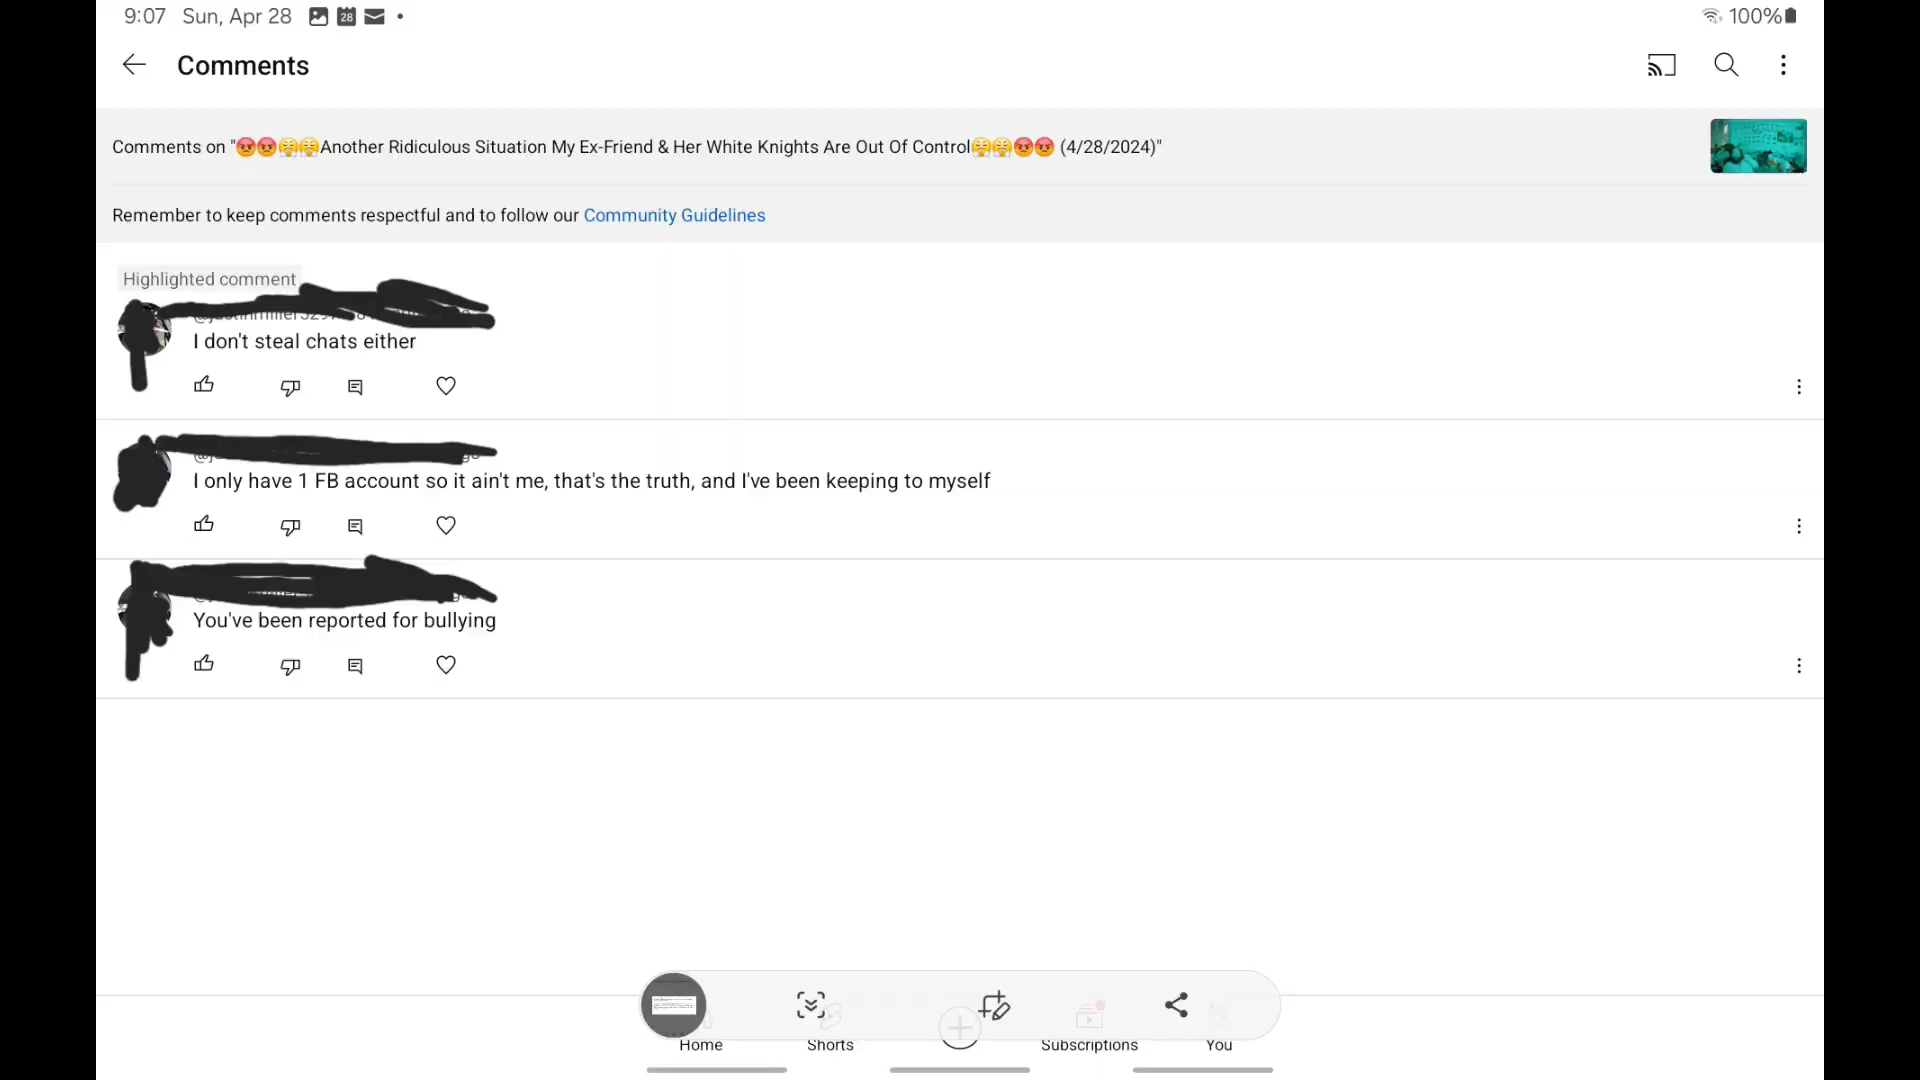 9:07 Sun, Apr 28 28 100%
Comments
Comments on "😡😡😤😤Another Ridiculous Situation My Ex-Friend & Her White Knights Are Out Of Control😤😤😡😡 (4/28/2024)"
Remember to keep comments respectful and to follow our Community Guidelines
Highlighted comment
I don't steal chats either
I only have 1 FB account so it ain't me, that's the truth, and I've been keeping to myself
You've been reported for bullying
Home Shorts Subscriptions You